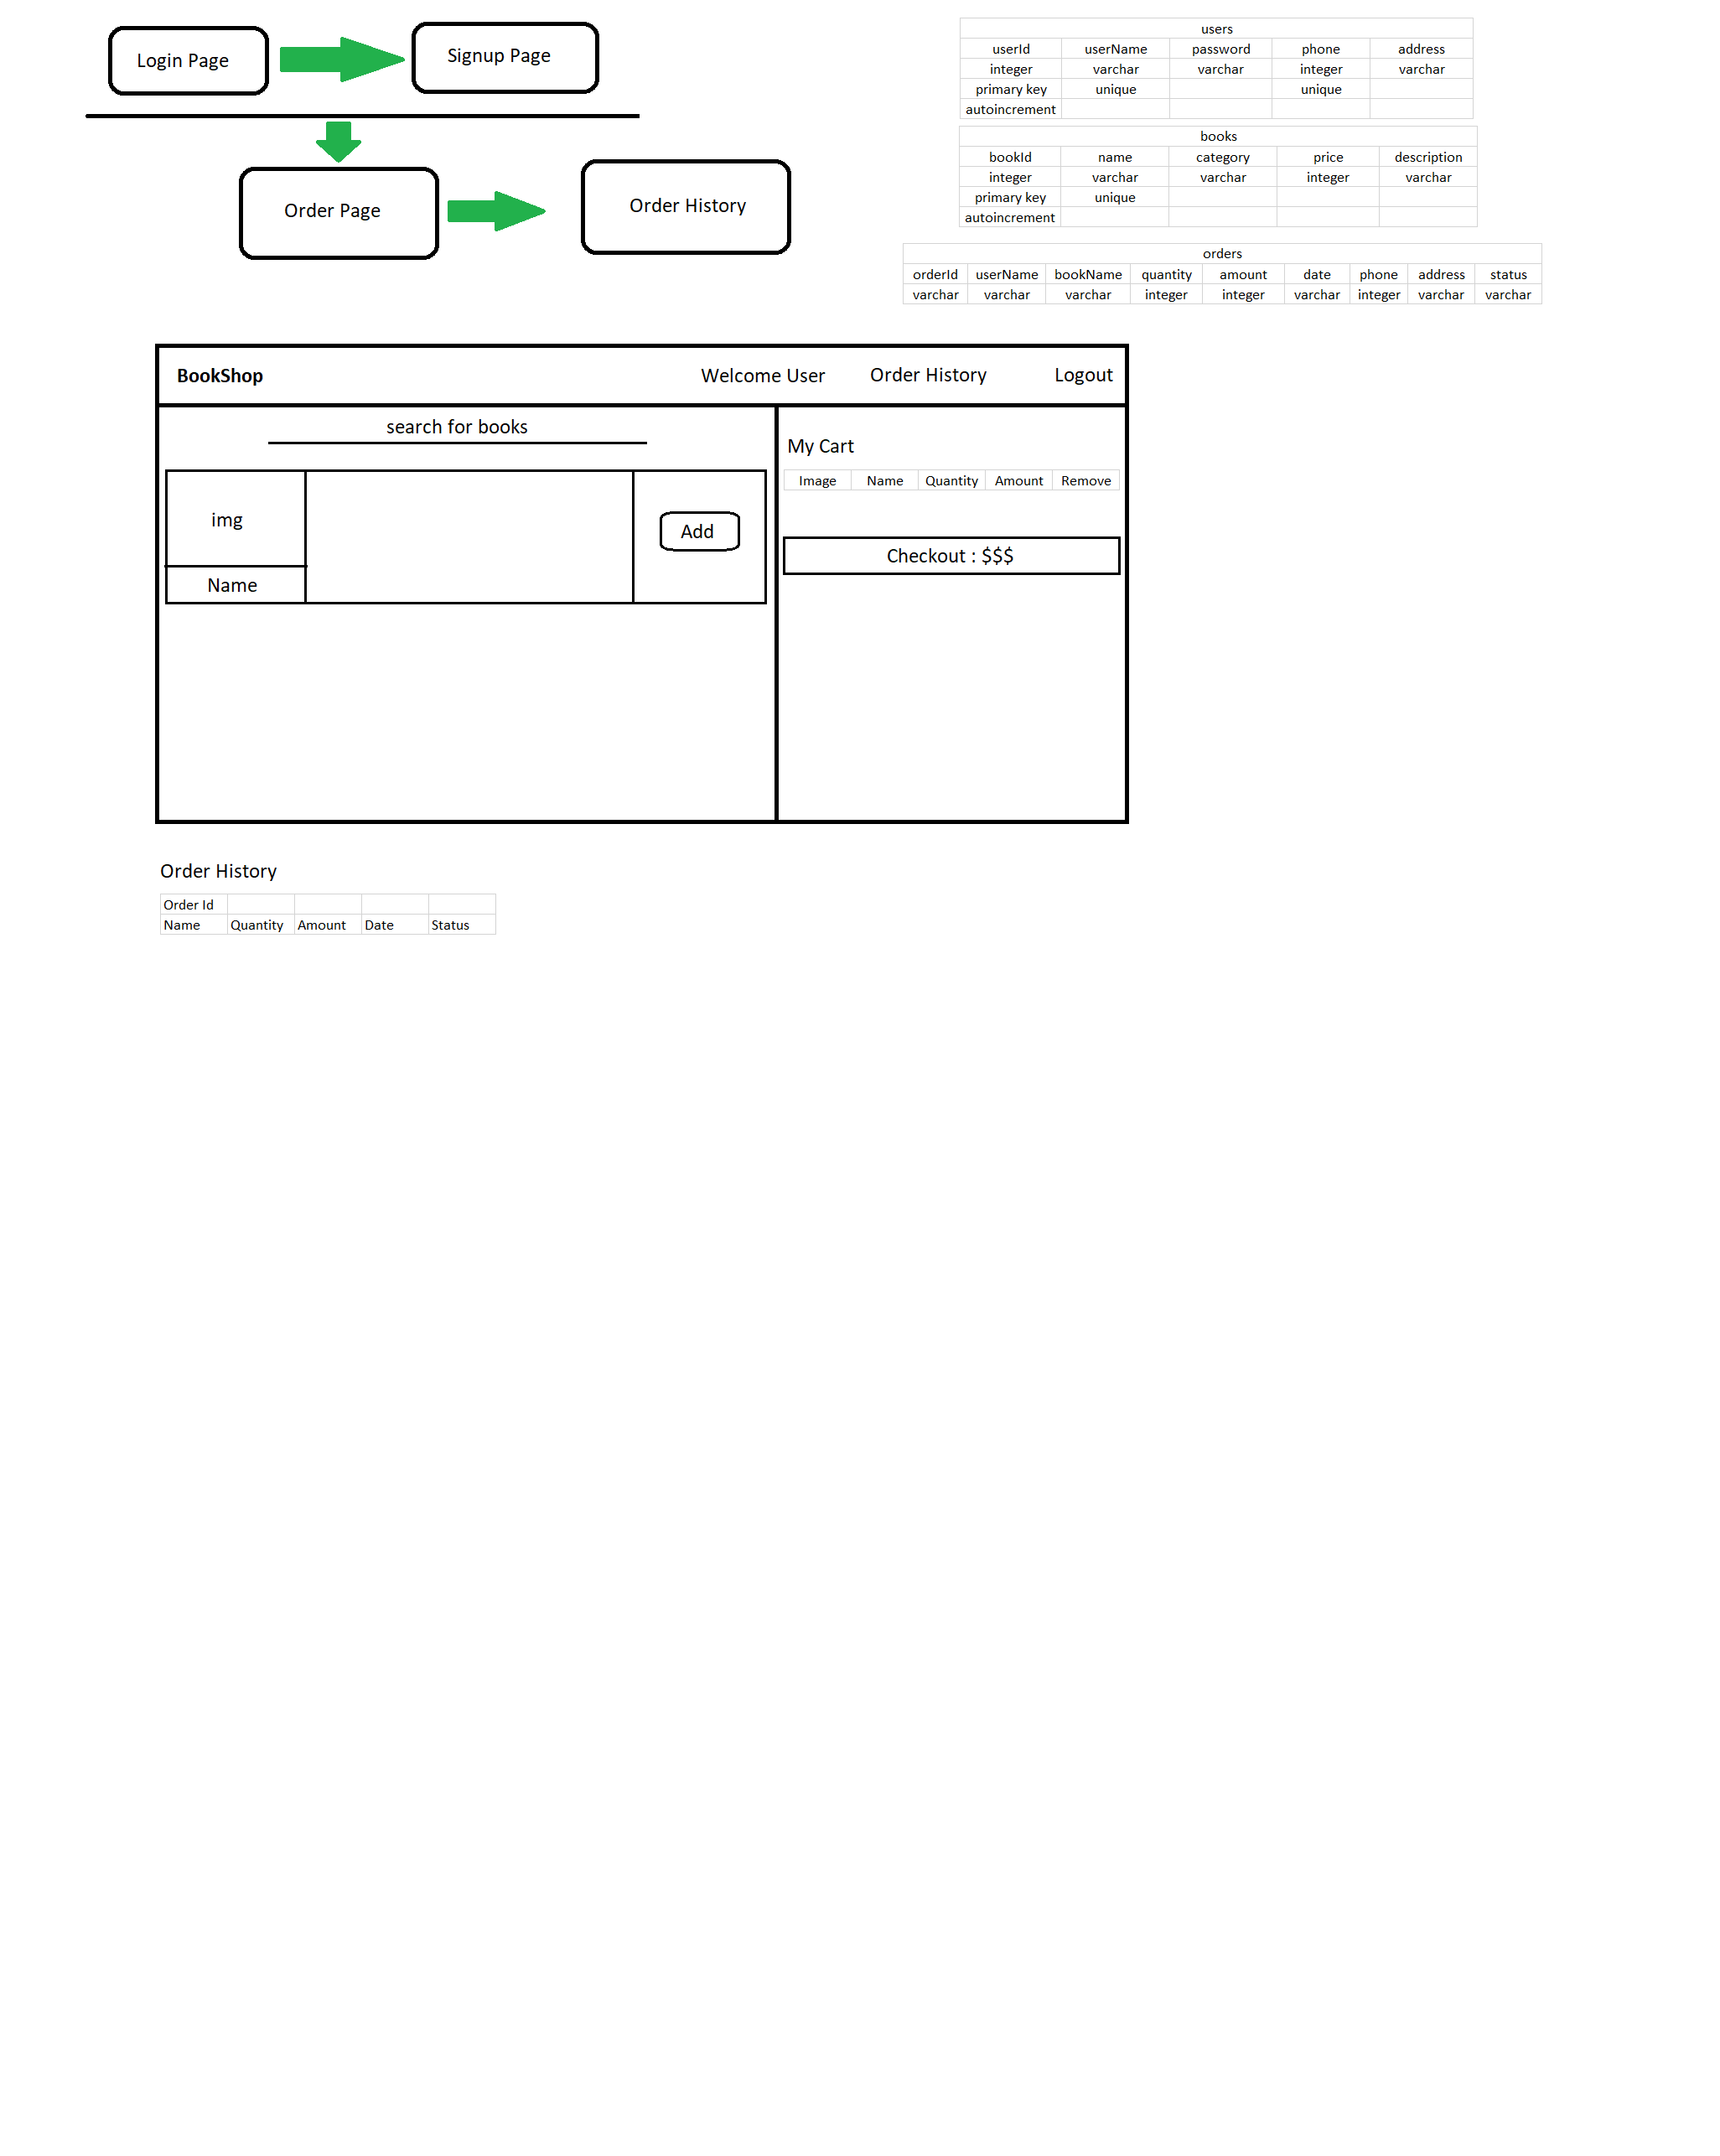 Login Page
Signup Page
Order Page
Order History
users
userId userName password phone address
integer varchar varchar integer varchar
primary key unique unique
autoincrement
books
bookId name category price description
integer varchar varchar integer varchar
primary key unique
autoincrement
orders
orderId userName bookName quantity amount date phone address status
varchar varchar varchar integer integer varchar integer varchar varchar
BookShop Welcome User Order History Logout
search for books
img
Name
Add
My Cart
Image Name Quantity Amount Remove
Checkout : $$$
Order History
Order Id
Name Quantity Amount Date Status